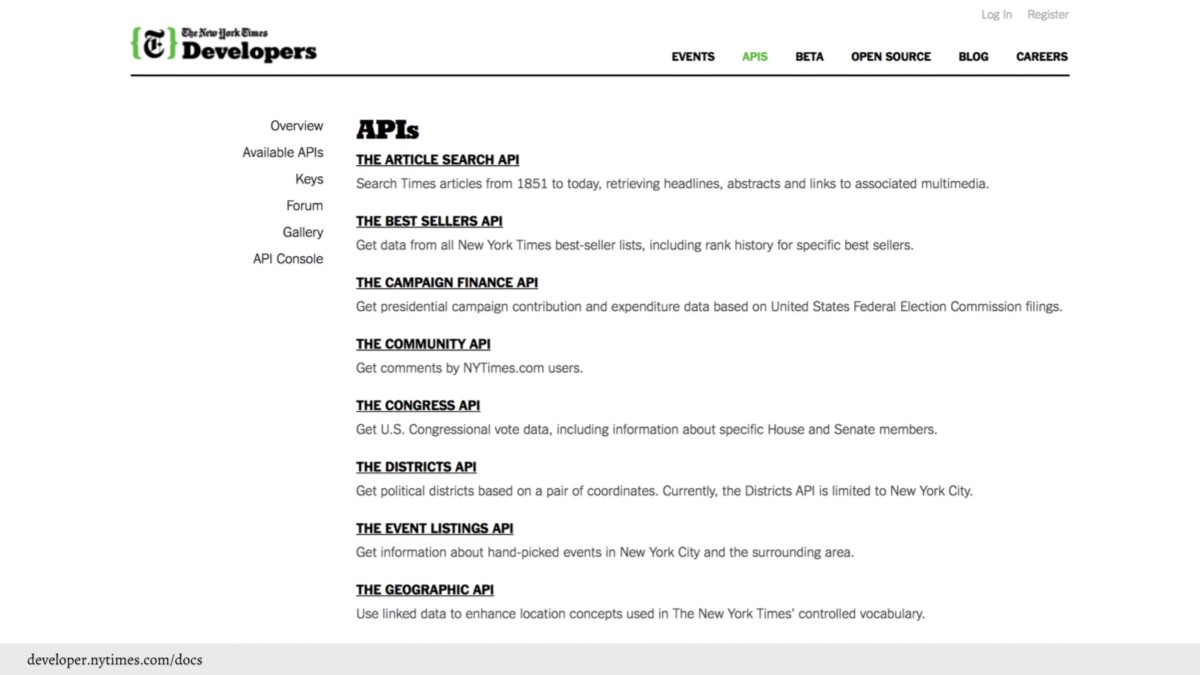 Log In Register
The New York Times
Developers
EVENTS APIS BETA OPEN SOURCE BLOG CAREERS
Overview
Available APIs
Keys
Forum
Gallery
API Console
APIs
THE ARTICLE SEARCH API
Search Times articles from 1851 to today, retrieving headlines, abstracts and links to associated multimedia.
THE BEST SELLERS API
Get data from all New York Times best-seller lists, including rank history for specific best sellers.
THE CAMPAIGN FINANCE API
Get presidential campaign contribution and expenditure data based on United States Federal Election Commission filings.
THE COMMUNITY API
Get comments by NYTimes.com users.
THE CONGRESS API
Get U.S. Congressional vote data, including information about specific House and Senate members.
THE DISTRICTS API
Get political districts based on a pair of coordinates. Currently, the Districts API is limited to New York City.
THE EVENT LISTINGS API
Get information about hand-picked events in New York City and the surrounding area.
THE GEOGRAPHIC API
Use linked data to enhance location concepts used in The New York Times' controlled vocabulary.
developer.nytimes.com/docs